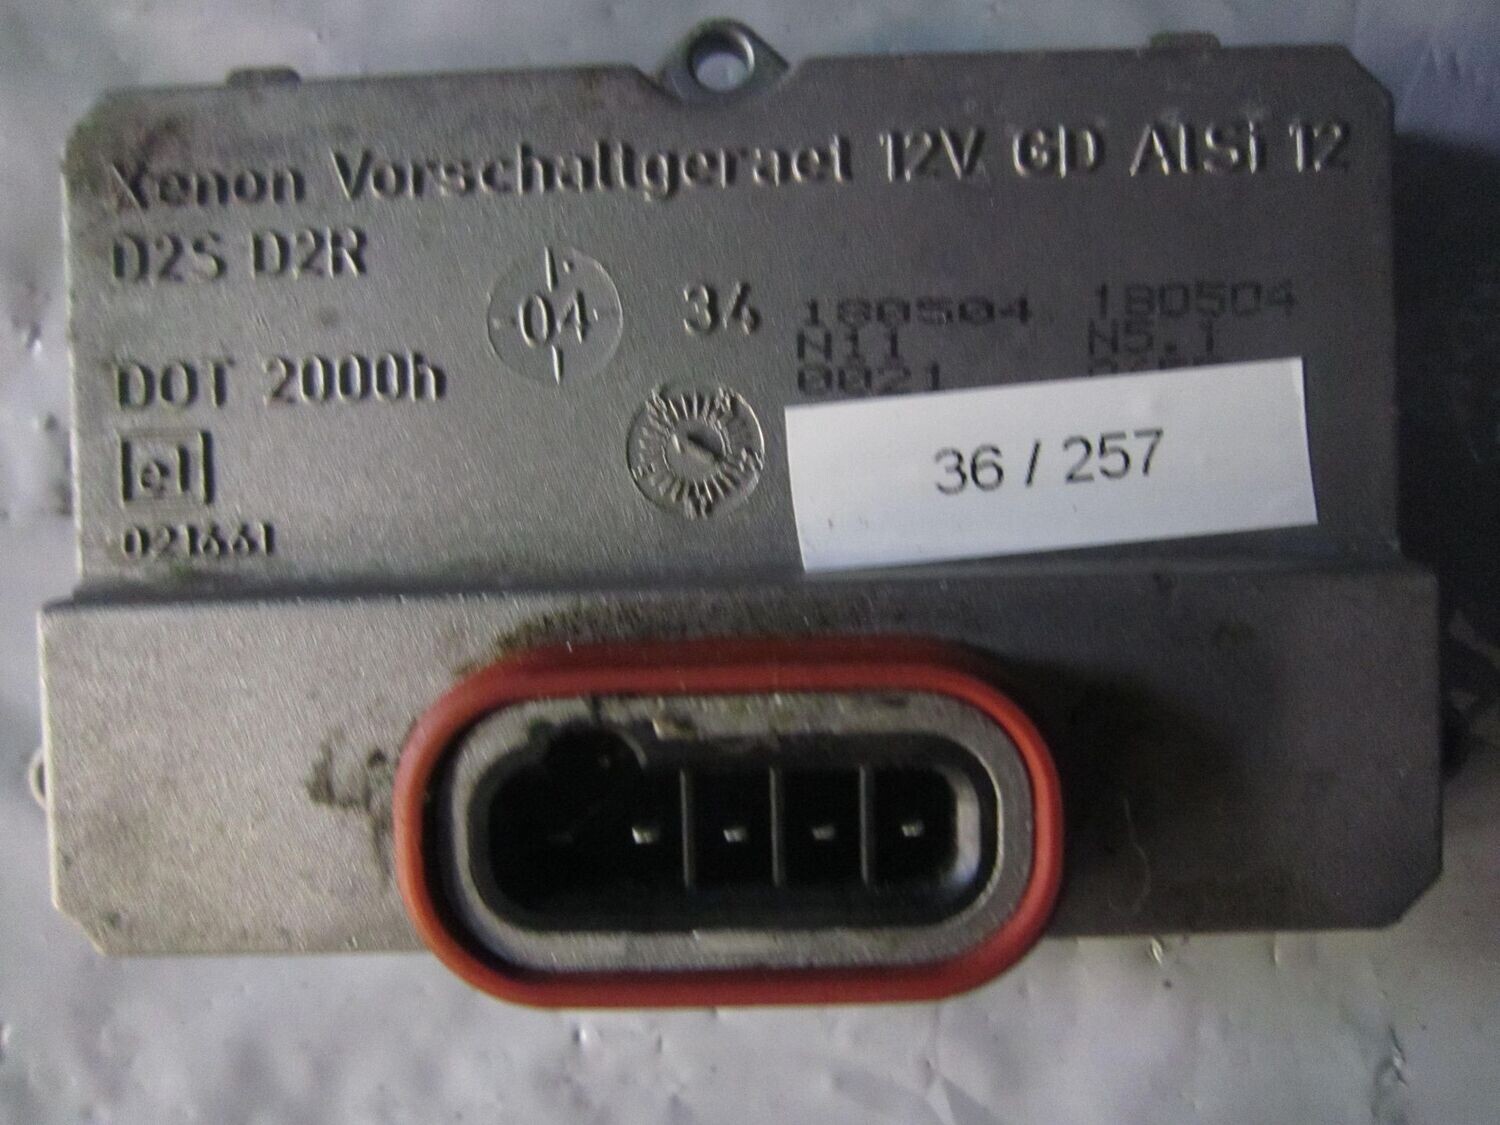 Xenon Vorschaltgeraet 12V GD AlSi 12
D2S D2R
04
34
180504
N11
0021
180504
N5.1
DOT 2000h
e1
021661
36 / 257